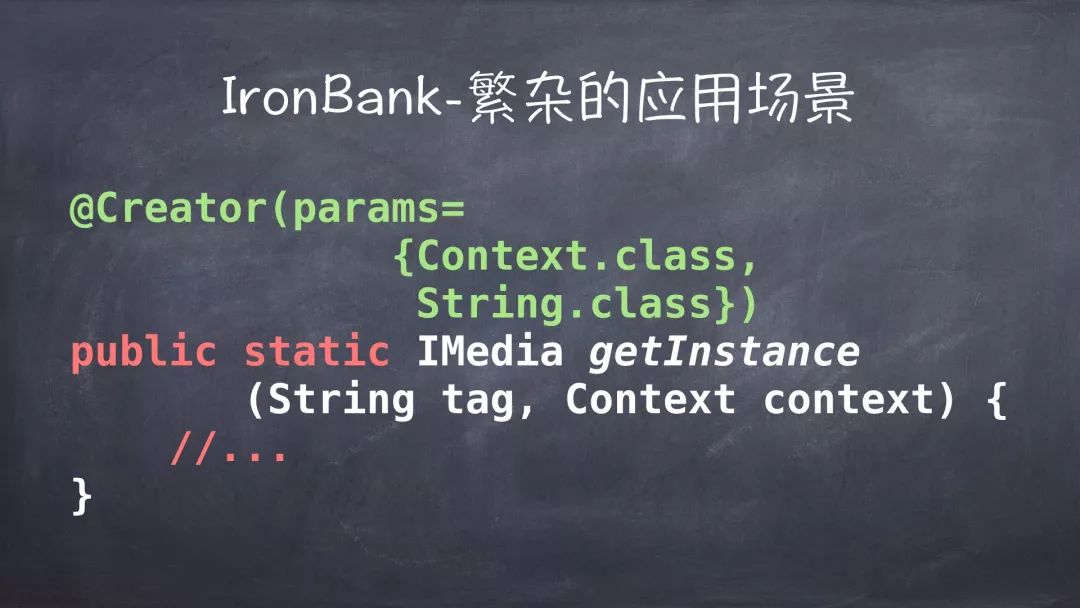 IronBank-繁杂的应用场景
@Creator(params=
{Context.class,
String.class})
public static IMedia getInstance
(String tag, Context context) {
//...
}